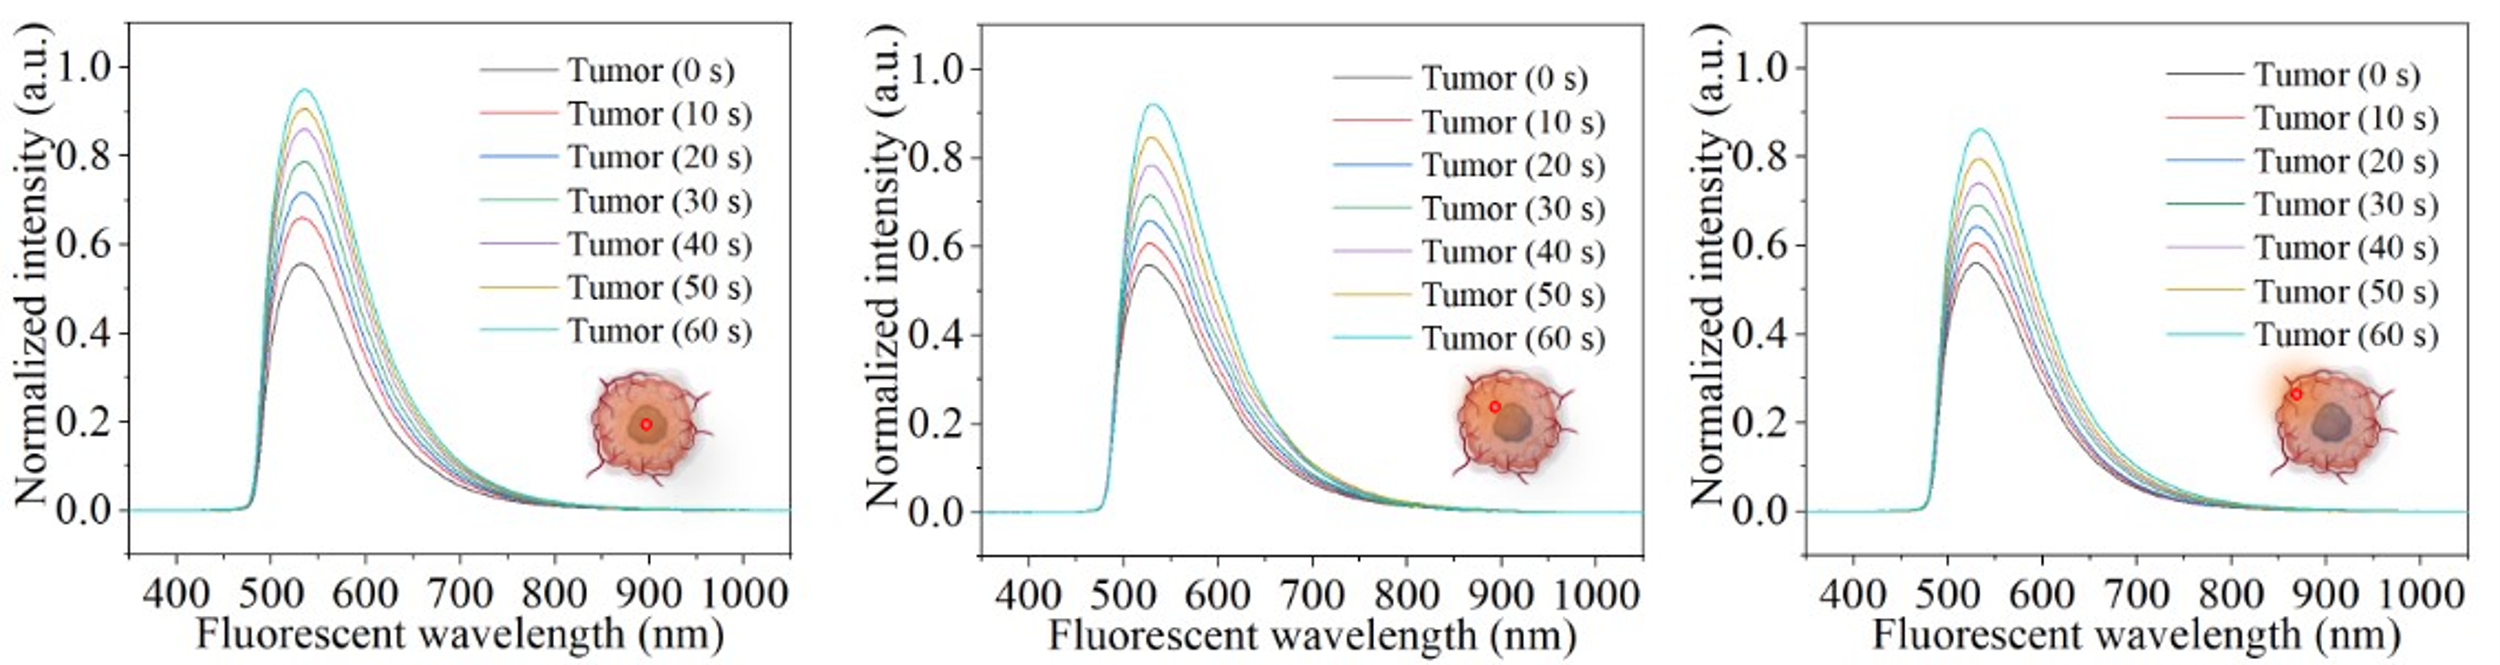 Normalized intensity (a.u.)
1.0
0.8
0.6
0.4
0.2
0.0
Tumor (0 s)
Tumor (10 s)
Tumor (20 s)
Tumor (30 s)
Tumor (40 s)
Tumor (50 s)
Tumor (60 s)
400 500 600 700 800 900 1000
Fluorescent wavelength (nm)
Normalized intensity (a.u.)
1.0
0.8
0.6
0.4
0.2
0.0
Tumor (0 s)
Tumor (10 s)
Tumor (20 s)
Tumor (30 s)
Tumor (40 s)
Tumor (50 s)
Tumor (60 s)
400 500 600 700 800 900 1000
Fluorescent wavelength (nm)
Normalized intensity (a.u.)
1.0
0.8
0.6
0.4
0.2
0.0
Tumor (0 s)
Tumor (10 s)
Tumor (20 s)
Tumor (30 s)
Tumor (40 s)
Tumor (50 s)
Tumor (60 s)
400 500 600 700 800 900 1000
Fluorescent wavelength (nm)